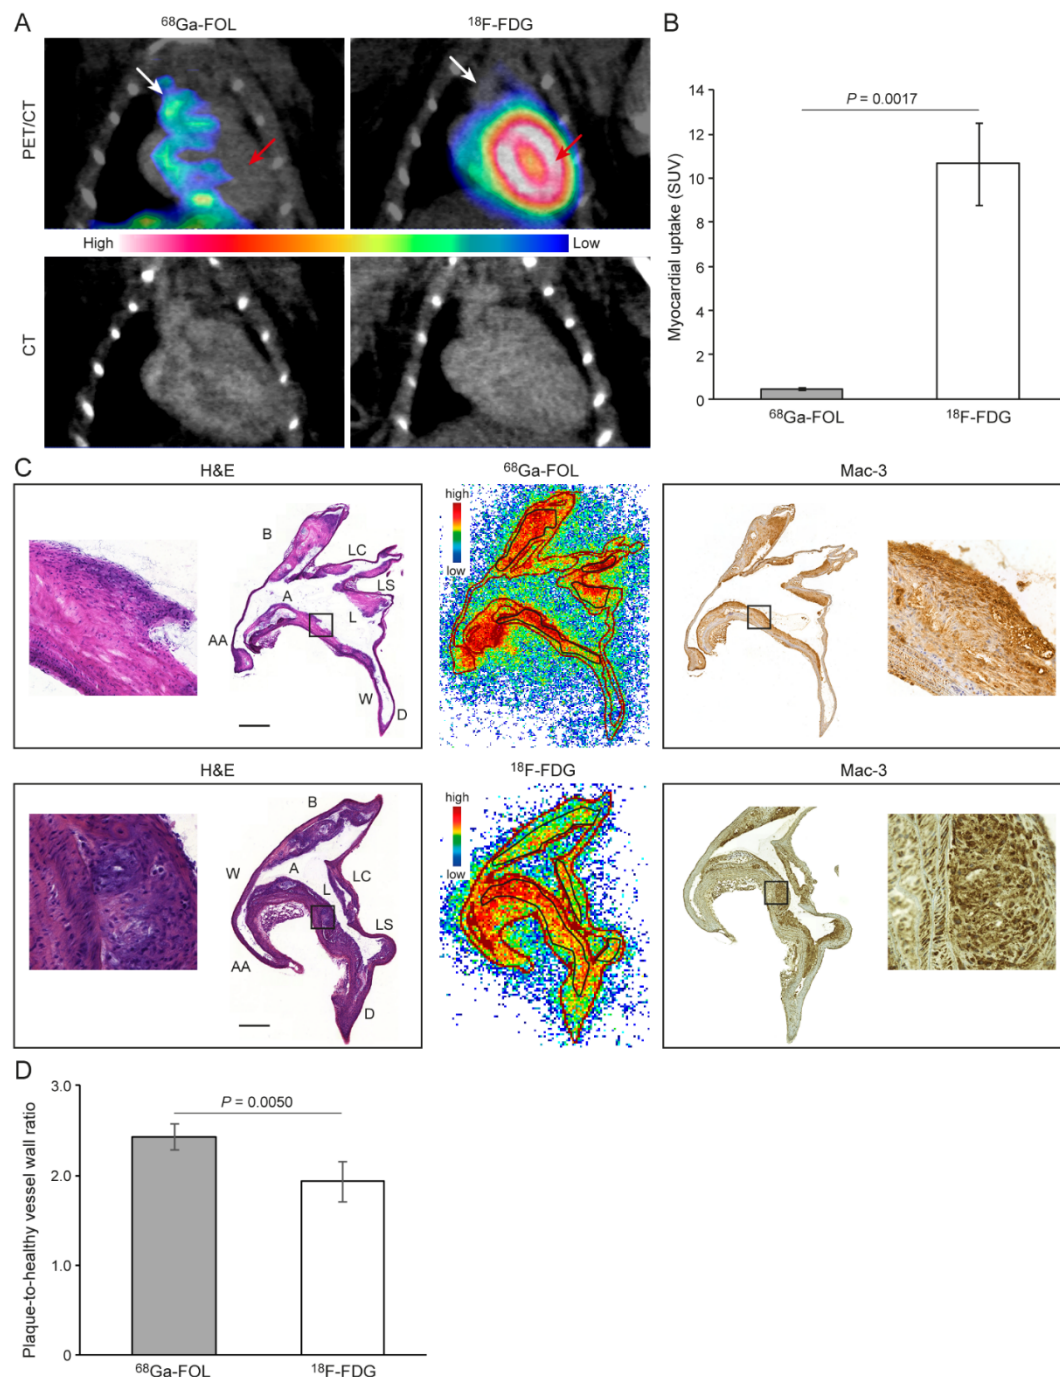 A
⁶⁸Ga-FOL
¹⁸F-FDG
PET/CT
High
Low
CT
B
P = 0.0017
Myocardial uptake (SUV)
14
12
10
8
6
4
2
0
⁶⁸Ga-FOL
¹⁸F-FDG
C
H&E
⁶⁸Ga-FOL
Mac-3
B
LC
LS
A
L
AA
W
D
high
low
H&E
¹⁸F-FDG
Mac-3
B
W
A
LC
L
LS
AA
D
high
low
D
P = 0.0050
Plaque-to-healthy vessel wall ratio
3.0
2.0
1.0
0
⁶⁸Ga-FOL
¹⁸F-FDG